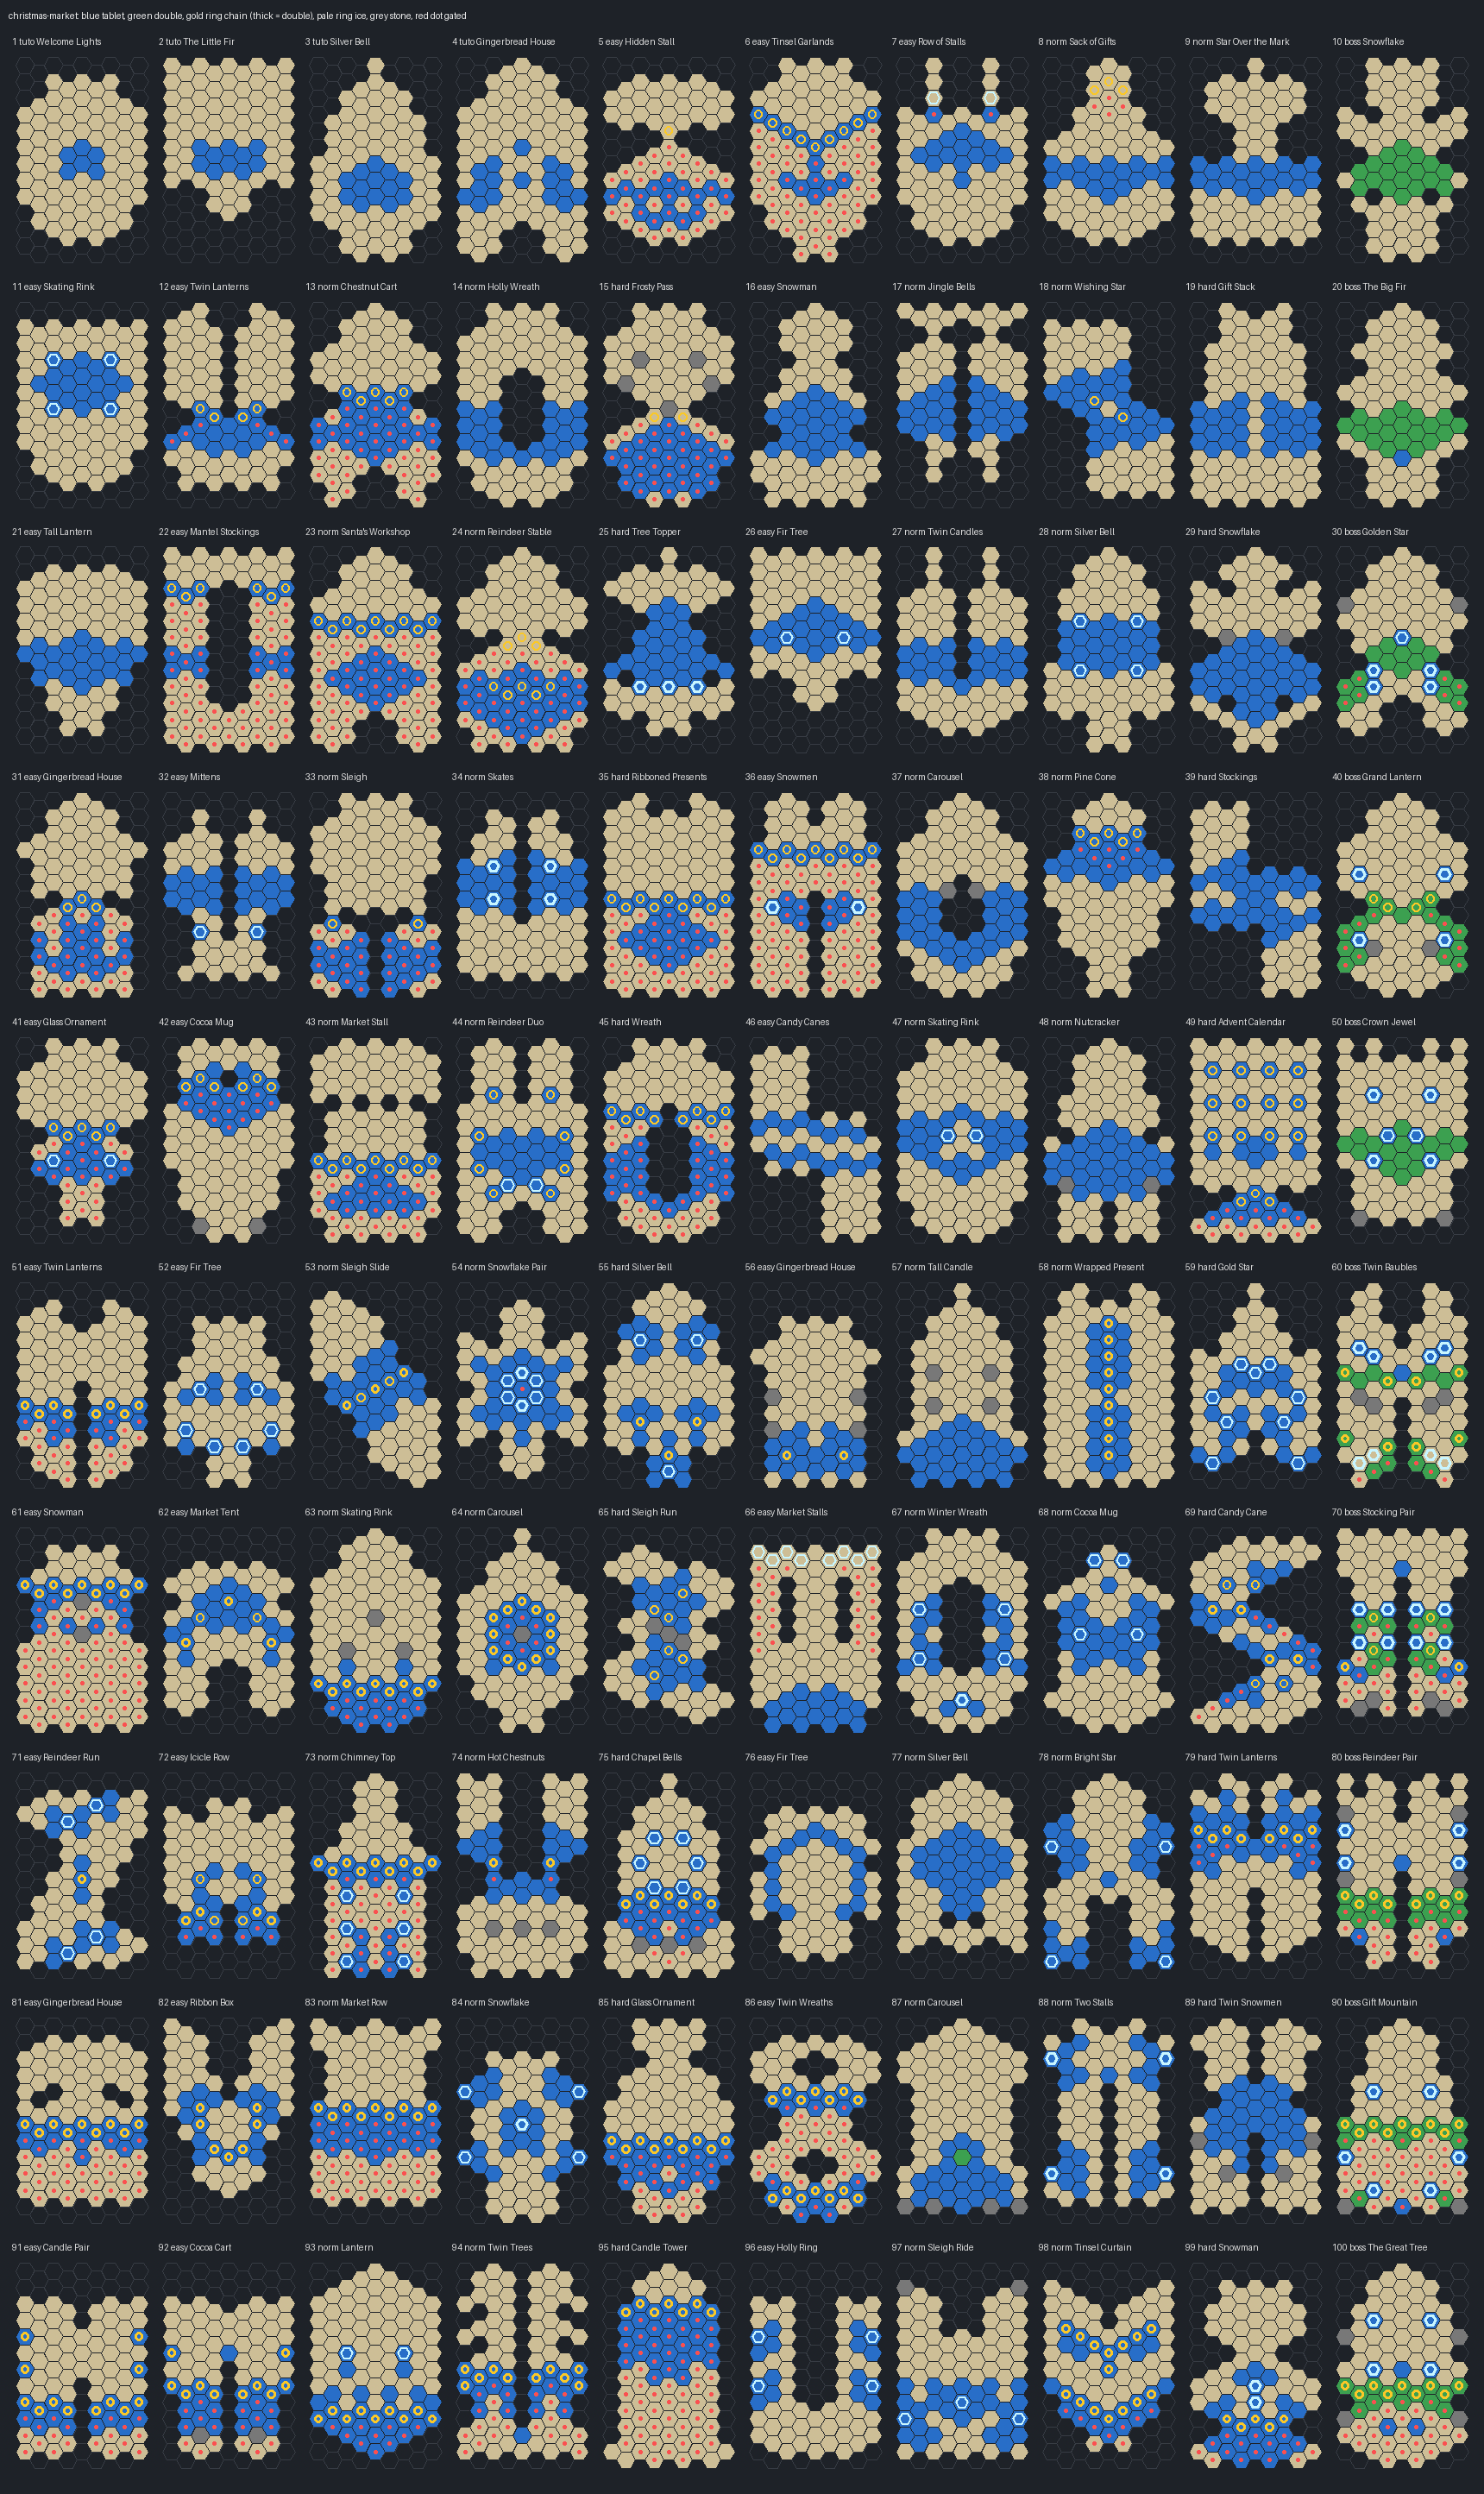 christmas-market: blue tablet, green double, gold ring chain (thick = double), pale ring ice, grey stone, red dot gated
1 tuto Welcome Lights
2 tuto The Little Fir
3 tuto Silver Bell
4 tuto Gingerbread House
5 easy Hidden Stall
6 easy Tinsel Garlands
7 easy Row of Stalls
8 norm Sack of Gifts
9 norm Star Over the Mark
10 boss Snowflake
11 easy Skating Rink
12 easy Twin Lanterns
13 norm Chestnut Cart
14 norm Holly Wreath
15 hard Frosty Pass
16 easy Snowman
17 norm Jingle Bells
18 norm Wishing Star
19 hard Gift Stack
20 boss The Big Fir
21 easy Tall Lantern
22 easy Mantel Stockings
23 norm Santa's Workshop
24 norm Reindeer Stable
25 hard Tree Topper
26 easy Fir Tree
27 norm Twin Candles
28 norm Silver Bell
29 hard Snowflake
30 boss Golden Star
31 easy Gingerbread House
32 easy Mittens
33 norm Sleigh
34 norm Skates
35 hard Ribboned Presents
36 easy Snowmen
37 norm Carousel
38 norm Pine Cone
39 hard Stockings
40 boss Grand Lantern
41 easy Glass Ornament
42 easy Cocoa Mug
43 norm Market Stall
44 norm Reindeer Duo
45 hard Wreath
46 easy Candy Canes
47 norm Skating Rink
48 norm Nutcracker
49 hard Advent Calendar
50 boss Crown Jewel
51 easy Twin Lanterns
52 easy Fir Tree
53 norm Sleigh Slide
54 norm Snowflake Pair
55 hard Silver Bell
56 easy Gingerbread House
57 norm Tall Candle
58 norm Wrapped Present
59 hard Gold Star
60 boss Twin Baubles
61 easy Snowman
62 easy Market Tent
63 norm Skating Rink
64 norm Carousel
65 hard Sleigh Run
66 easy Market Stalls
67 norm Winter Wreath
68 norm Cocoa Mug
69 hard Candy Cane
70 boss Stocking Pair
71 easy Reindeer Run
72 easy Icicle Row
73 norm Chimney Top
74 norm Hot Chestnuts
75 hard Chapel Bells
76 easy Fir Tree
77 norm Silver Bell
78 norm Bright Star
79 hard Twin Lanterns
80 boss Reindeer Pair
81 easy Gingerbread House
82 easy Ribbon Box
83 norm Market Row
84 norm Snowflake
85 hard Glass Ornament
86 easy Twin Wreaths
87 norm Carousel
88 norm Two Stalls
89 hard Twin Snowmen
90 boss Gift Mountain
91 easy Candle Pair
92 easy Cocoa Cart
93 norm Lantern
94 norm Twin Trees
95 hard Candle Tower
96 easy Holly Ring
97 norm Sleigh Ride
98 norm Tinsel Curtain
99 hard Snowman
100 boss The Great Tree